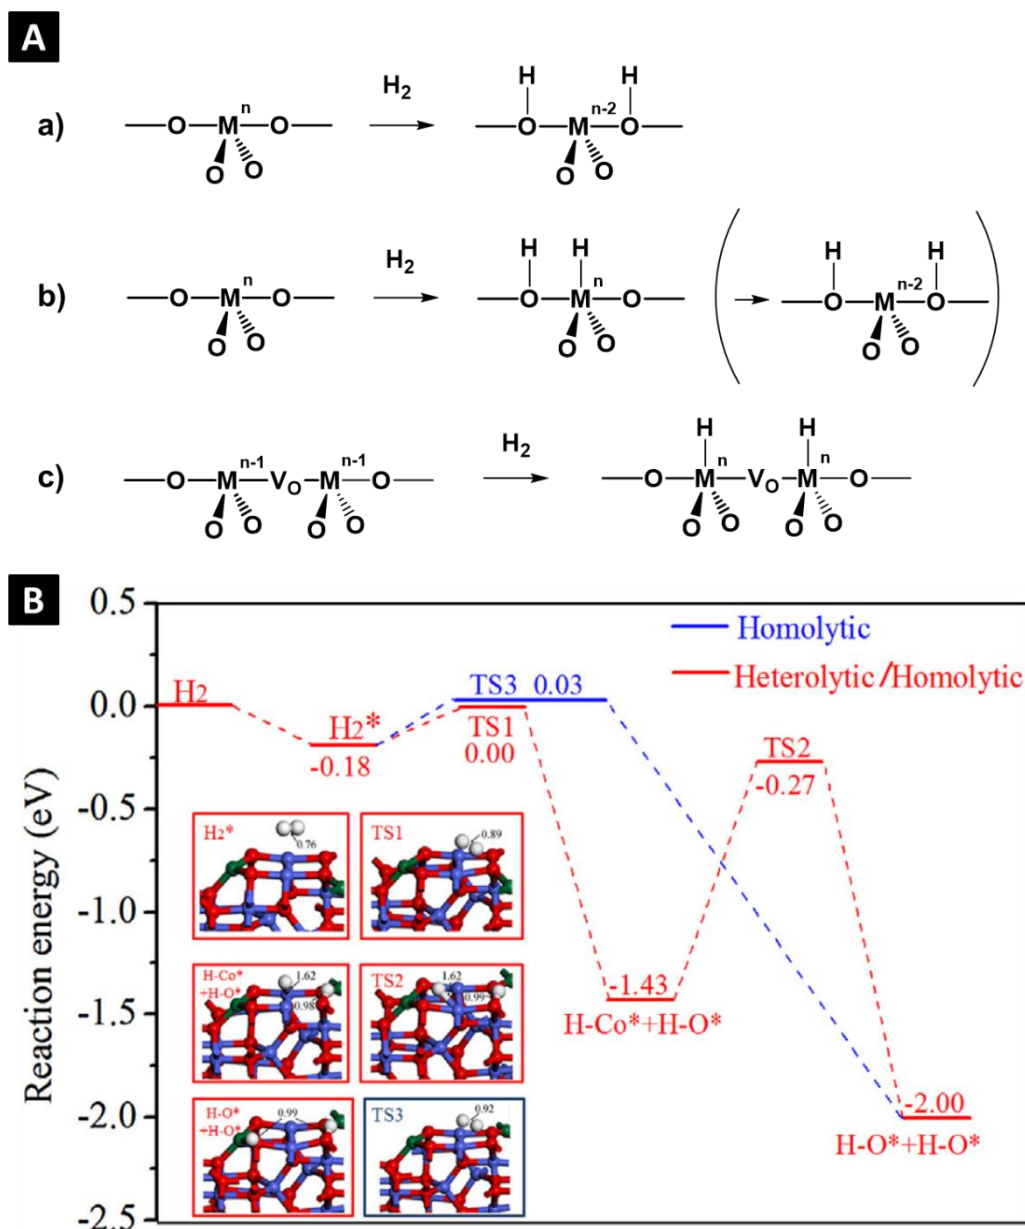 A
a)
O M n O O O
H2
H H
O M n-2 O O O
b)
O M n O O O
H2
H H
O M n O O O
H H
O M n-2 O O O
c)
O M n-1 VO M n-1 O O O O O
H2
H H
O M n VO M n O O O O O
B
Reaction energy (eV)
0.5
0.0
-0.5
-1.0
-1.5
-2.0
-2.5
Homolytic
Heterolytic/Homolytic
H2
H2*
-0.18
TS3 0.03
TS1
0.00
TS2
-0.27
-1.43
H-Co*+H-O*
-2.00
H-O*+H-O*
H2*
0.76
TS1
0.89
H-Co*
+H-O*
1.62
0.98
TS2
1.62
0.99
H-O*
+H-O*
0.99
TS3
0.92